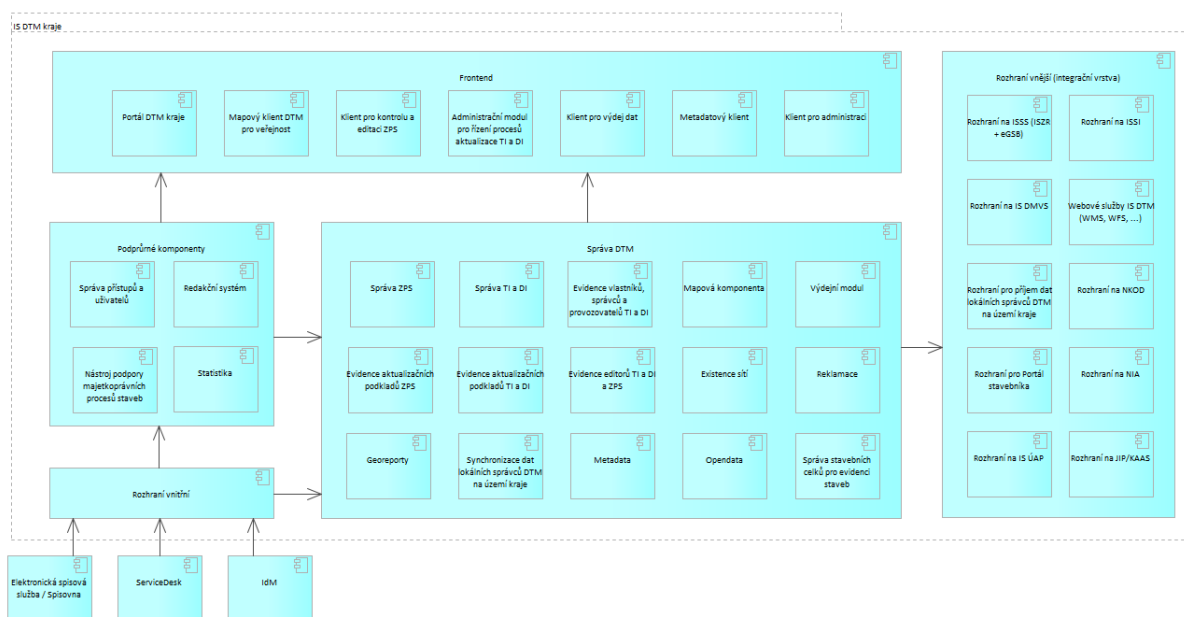 IS DTM kraje
Frontend
Portál DTM kraje
Mapový klient DTM
pro veřejnost
Klient pro kontrolu a
editaci ZPS
Administrační modul
pro řízení procesů
aktualizace TI a DI
Klient pro výdej dat
Metadatový klient
Klient pro administraci
Rozhraní vnější (integrační vrstva)
Rozhraní na ISSS (ISZR
+ eGSB)
Rozhraní na ISSI
Rozhraní na IS DMVS
Webové služby IS DTM
(WMS, WFS, ...)
Rozhraní pro příjem dat
lokálních správců DTM
na území kraje
Rozhraní na NKOD
Rozhraní pro Portál
stavebníka
Rozhraní na NIA
Rozhraní na IS ÚAP
Rozhraní na JIP/KAAS
Podpůrné komponenty
Správa přístupů a
uživatelů
Redakční systém
Nástroj podpory
majetkoprávních
procesů staveb
Statistika
Správa DTM
Správa ZPS
Správa TI a DI
Evidence vlastníků,
správců a
provozovatelů TI a DI
Mapová komponenta
Výdejní modul
Evidence aktualizačních
podkladů ZPS
Evidence aktualizačních
podkladů TI a DI
Evidence editorů TI a DI
a ZPS
Existence sítí
Reklamace
Georeporty
Synchronizace dat
lokálních správců DTM
na území kraje
Metadata
Opendata
Správa stavebních
celků pro evidenci
staveb
Rozhraní vnitřní
Elektronická spisová
služba / Spisovna
ServiceDesk
IdM